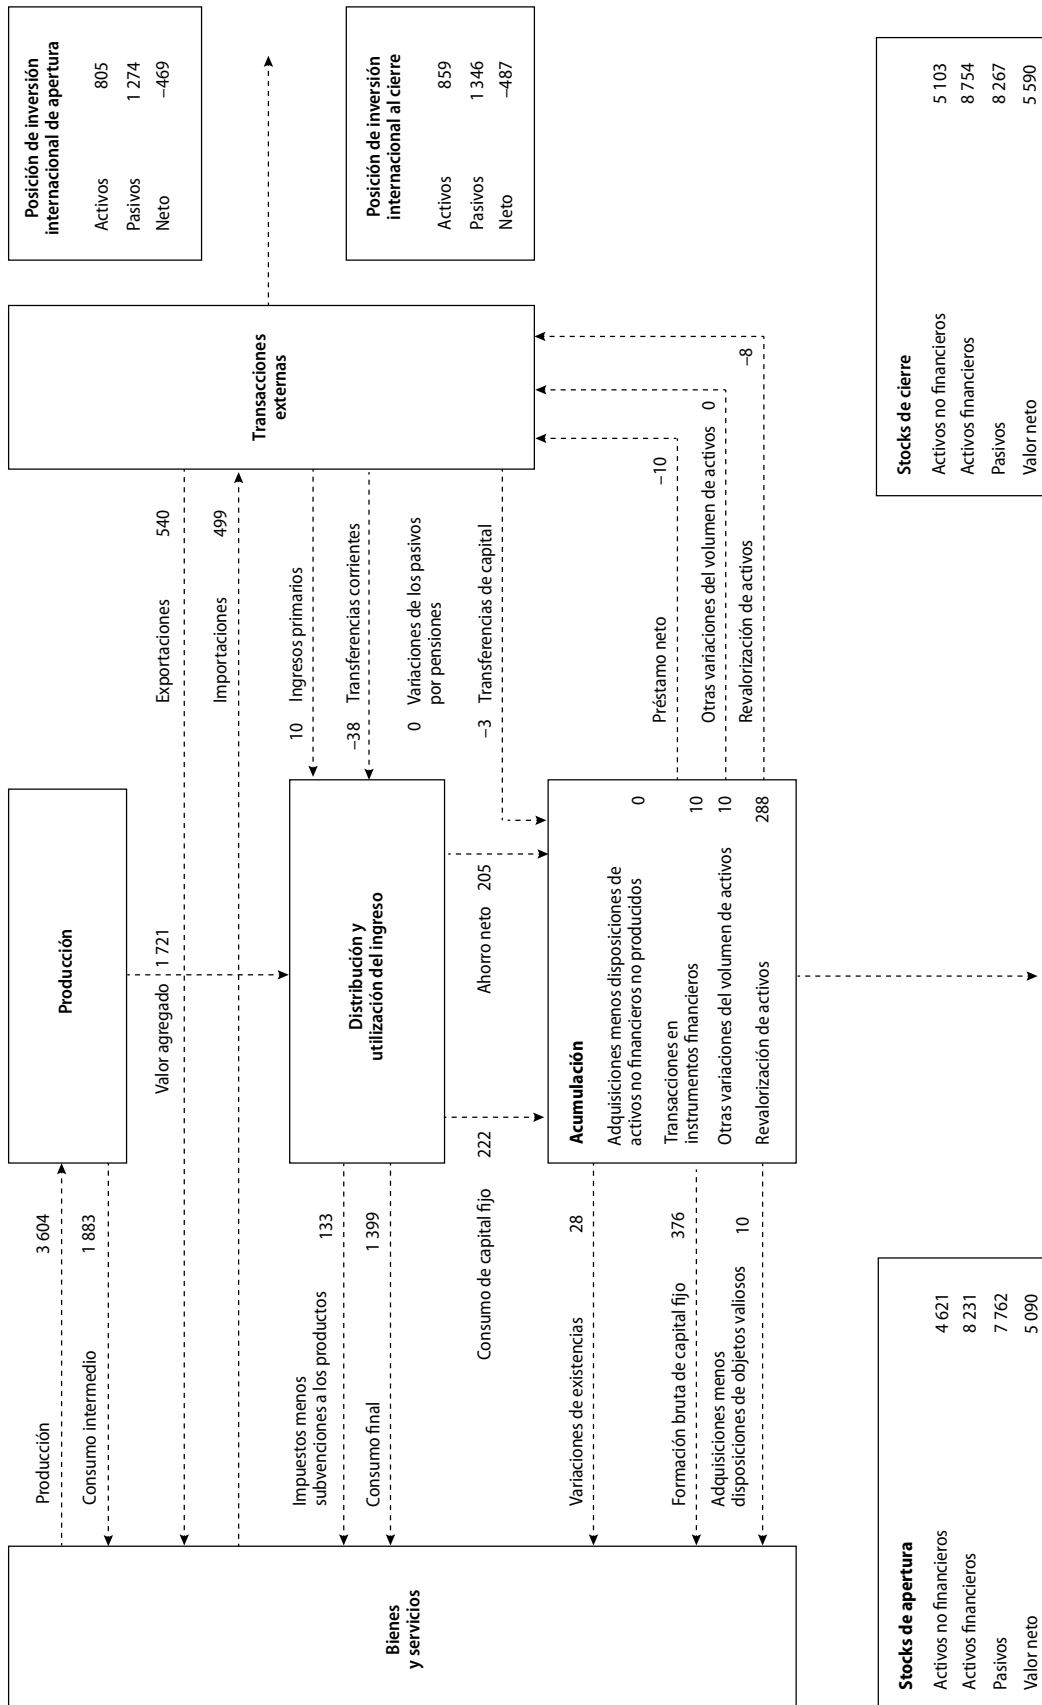 Bienes
y servicios
Producción
3 604
Consumo intermedio
1 883
Producción
Valor agregado 1 721
Exportaciones
540
Importaciones
499
Impuestos menos
subvenciones a los productos
133
Consumo final
1 399
Distribución y
utilización del ingreso
10 Ingresos primarios
–38 Transferencias corrientes
0 Variaciones de los pasivos
por pensiones
–3 Transferencias de capital
Consumo de capital fijo 222
Ahorro neto 205
Transacciones
externas
Variaciones de existencias
28
Formación bruta de capital fijo
376
Adquisiciones menos
disposiciones de objetos valiosos
10
Acumulación
Adquisiciones menos disposiciones de
activos no financieros no producidos
0
Transacciones en
instrumentos financieros
10
Otras variaciones del volumen de activos
10
Revalorización de activos
288
Préstamo neto
–10
Otras variaciones del volumen de activos 0
Revalorización de activos
–8
Posición de inversión
internacional de apertura
Activos 805
Pasivos 1 274
Neto –469
Posición de inversión
internacional al cierre
Activos 859
Pasivos 1 346
Neto –487
Stocks de apertura
Activos no financieros 4 621
Activos financieros 8 231
Pasivos 7 762
Valor neto 5 090
Stocks de cierre
Activos no financieros 5 103
Activos financieros 8 754
Pasivos 8 267
Valor neto 5 590